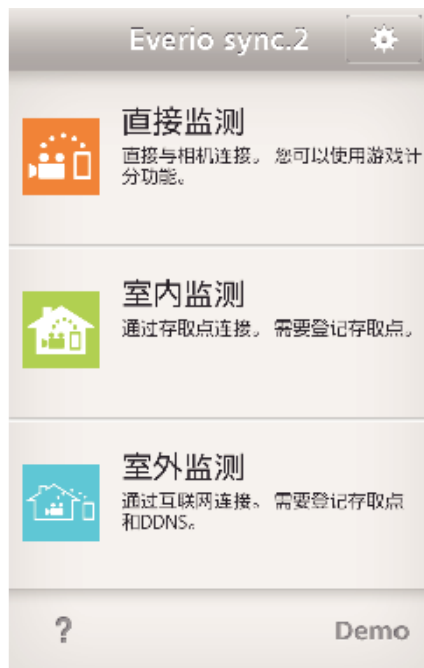 Everio sync.2
直接监测
直接与相机连接。 您可以使用游戏计
分功能。
室内监测
通过存取点连接。 需要登记存取点。
室外监测
通过互联网连接。 需要登记存取点
和DDNS。
?
Demo